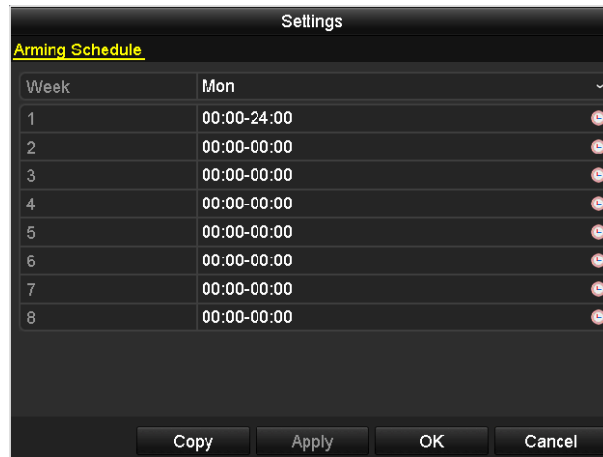 Settings
Arming Schedule
Week Mon
1 00:00-24:00
2 00:00-00:00
3 00:00-00:00
4 00:00-00:00
5 00:00-00:00
6 00:00-00:00
7 00:00-00:00
8 00:00-00:00
Copy Apply OK Cancel